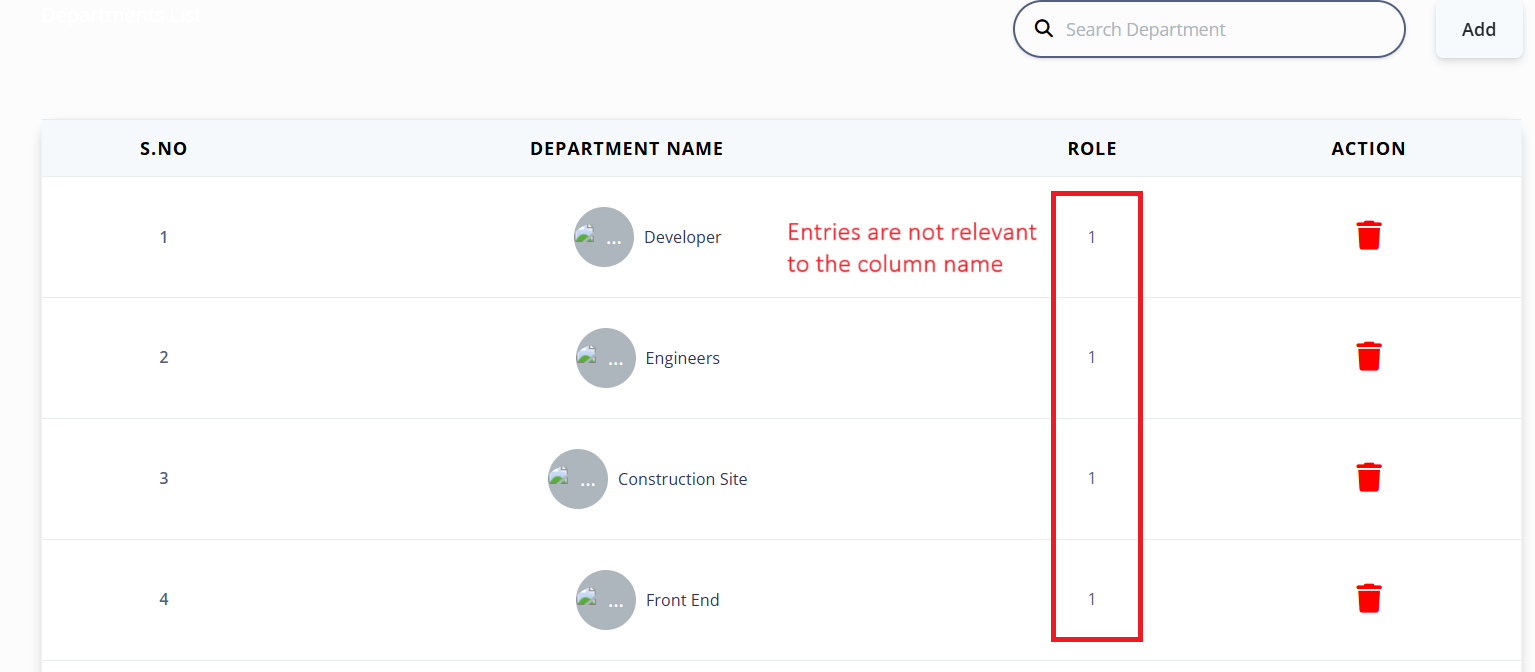 Departments List
Search Department
Add
S.NO DEPARTMENT NAME ROLE ACTION
1 ... Developer 1
Entries are not relevant
to the column name
2 ... Engineers 1
3 ... Construction Site 1
4 ... Front End 1